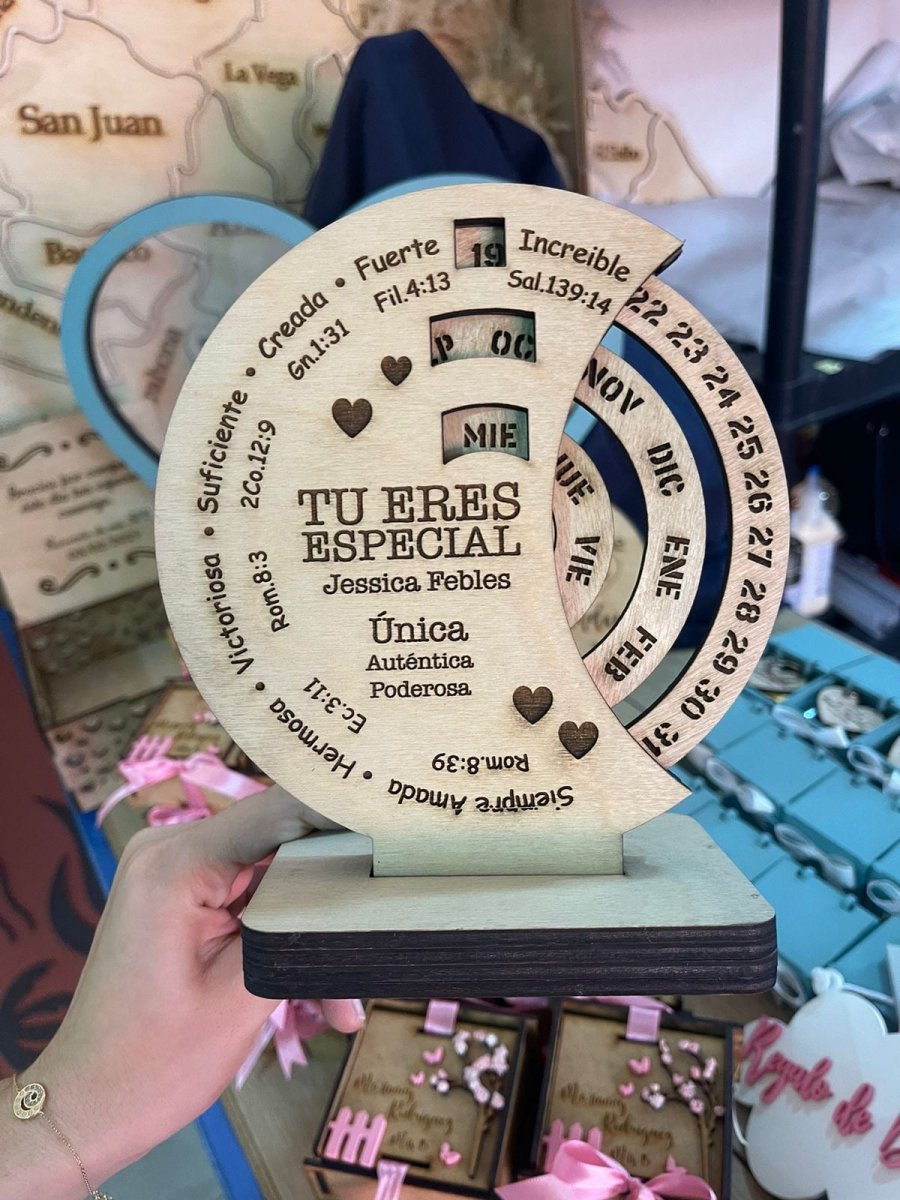 San Juan
La Vega
Increible
Sal.139:14
Fuerte
Fil.4:13
Creada
Gn.1:31
Suficiente
2Co.12:9
Victoriosa
Rom.8:3
Hermosa
Ec.3:11
Siempre Amada
Rom.8:39
19
P OC
MIE
TU ERES
ESPECIAL
Jessica Febles
Única
Auténtica
Poderosa
22 23 24 25 26 27 28 29 30 31
NOV DIC ENE FEB
JUE VIE
Regalo de